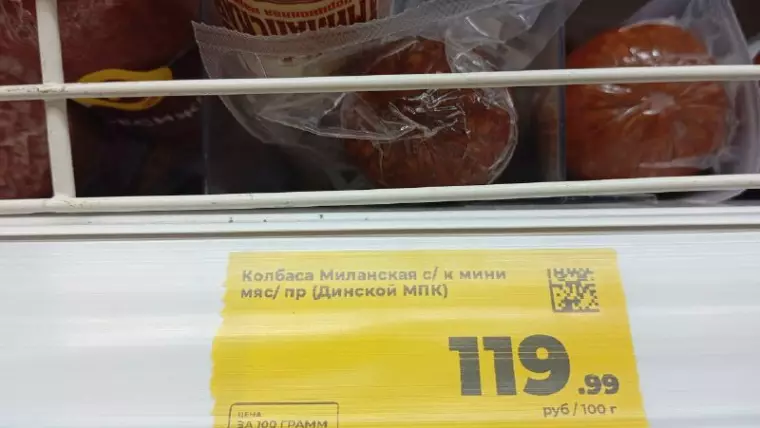 Колбаса Миланская с/ к мини
мяс/ пр (Динской МПК)
119.99
руб/100 г
ЦЕНА
ЗА 100 ГРАММ